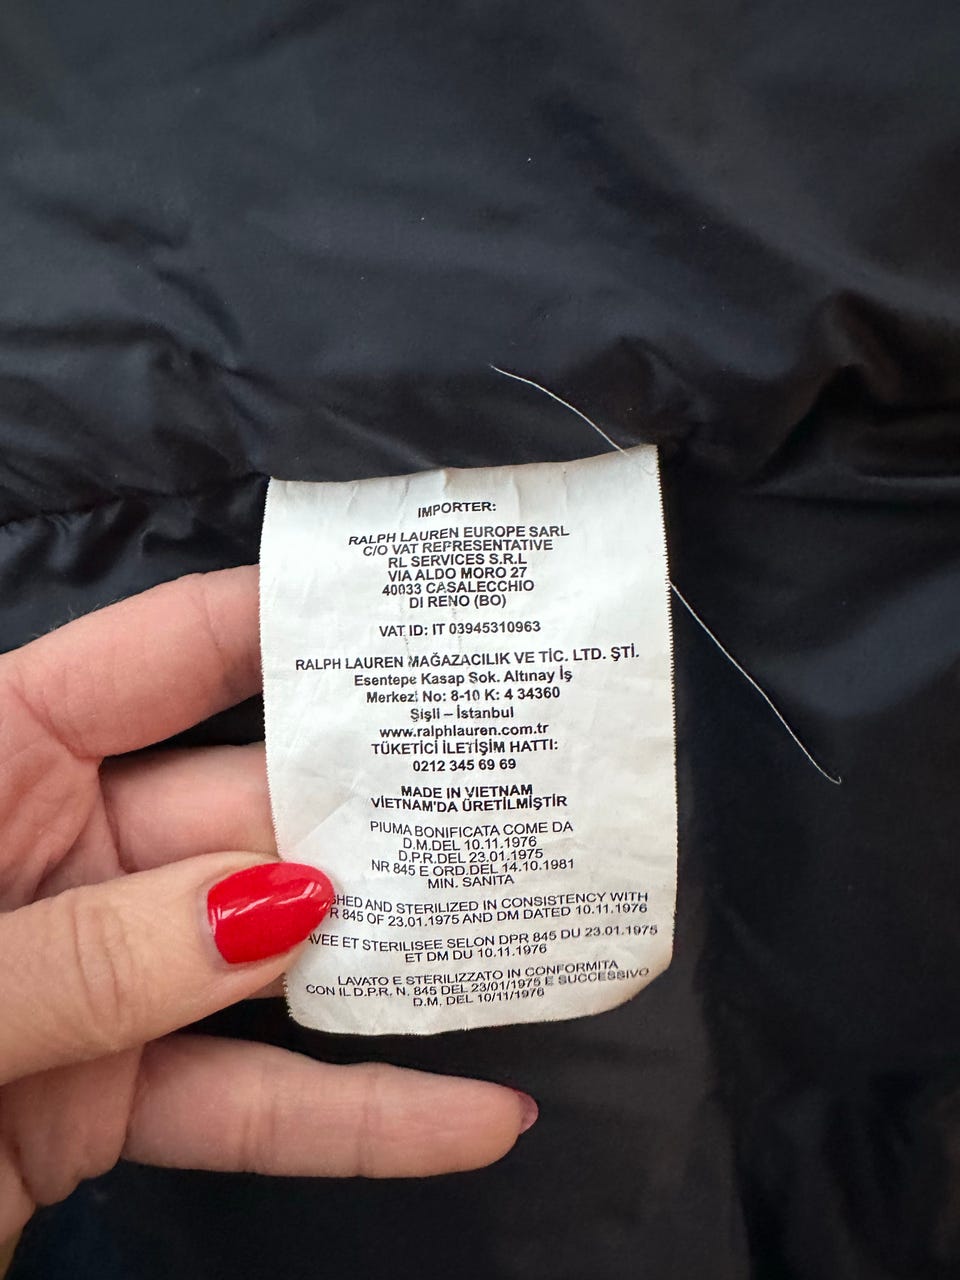 IMPORTER:
RALPH LAUREN EUROPE SARL
C/O VAT REPRESENTATIVE
RL SERVICES S.R.L
VIA ALDO MORO 27
40033 CASALECCHIO
DI RENO (BO)
VAT ID: IT 03945310963
RALPH LAUREN MAĞAZACILIK VE TİC. LTD. ŞTİ.
Esentepe Kasap Sok. Altınay İş
Merkezi No: 8-10 K: 4 34360
Şişli – İstanbul
www.ralphlauren.com.tr
TÜKETİCİ İLETİŞİM HATTI:
0212 345 69 69
MADE IN VIETNAM
VİETNAM'DA ÜRETİLMİŞTİR
PIUMA BONIFICATA COME DA
D.M.DEL 10.11.1976
D.P.R.DEL 23.01.1975
NR 845 E ORD.DEL 14.10.1981
MIN. SANITA
AND STERILIZED IN CONSISTENCY WITH
845 OF 23.01.1975 AND DM DATED 10.11.1976
ET STERILISEE SELON DPR 845 DU 23.01.1975
ET DM DU 10.11.1976
LAVATO E STERILIZZATO IN CONFORMITA
CON IL D.P.R. N. 845 DEL 23/01/1975 E SUCCESSIVO
D.M. DEL 10/11/1976